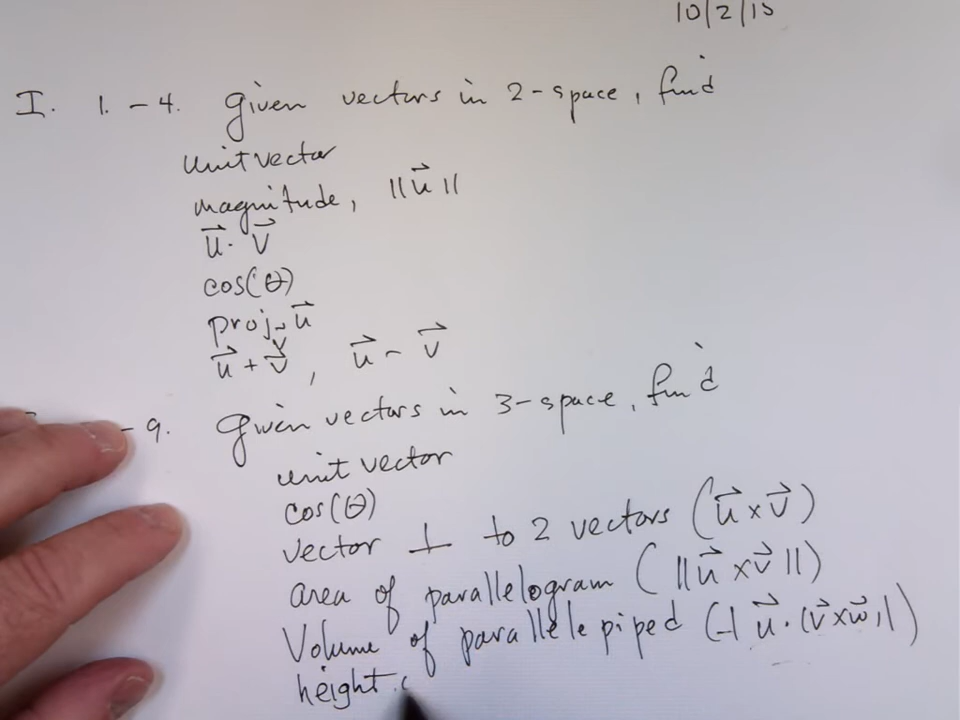 10/2/15
I. 1.-4. Given vectors in 2-space, find
unit vector
magnitude, ||u⃗||
u⃗·v⃗
cos(θ)
proj_v⃗ u⃗
u⃗+v⃗, u⃗-v⃗
-9. Given vectors in 3-space, find
unit vector
cos(θ)
vector ⊥ to 2 vectors (u⃗×v⃗)
area of parallelogram (||u⃗×v⃗||)
Volume of parallelepiped (-| u⃗·(v⃗×w⃗)|)
height